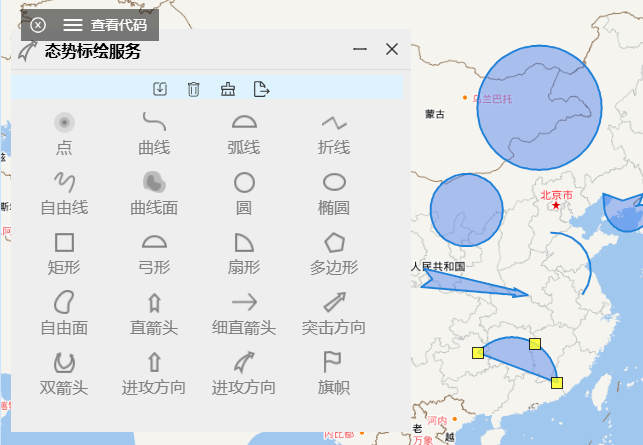 查看代码
态势标绘服务
点
曲线
弧线
折线
自由线
曲线面
圆
椭圆
矩形
弓形
扇形
多边形
自由面
直箭头
细直箭头
突击方向
双箭头
进攻方向
进攻方向
旗帜
乌兰巴托
蒙古
北京市
人民共和国
河内
内比都
老
万象
越